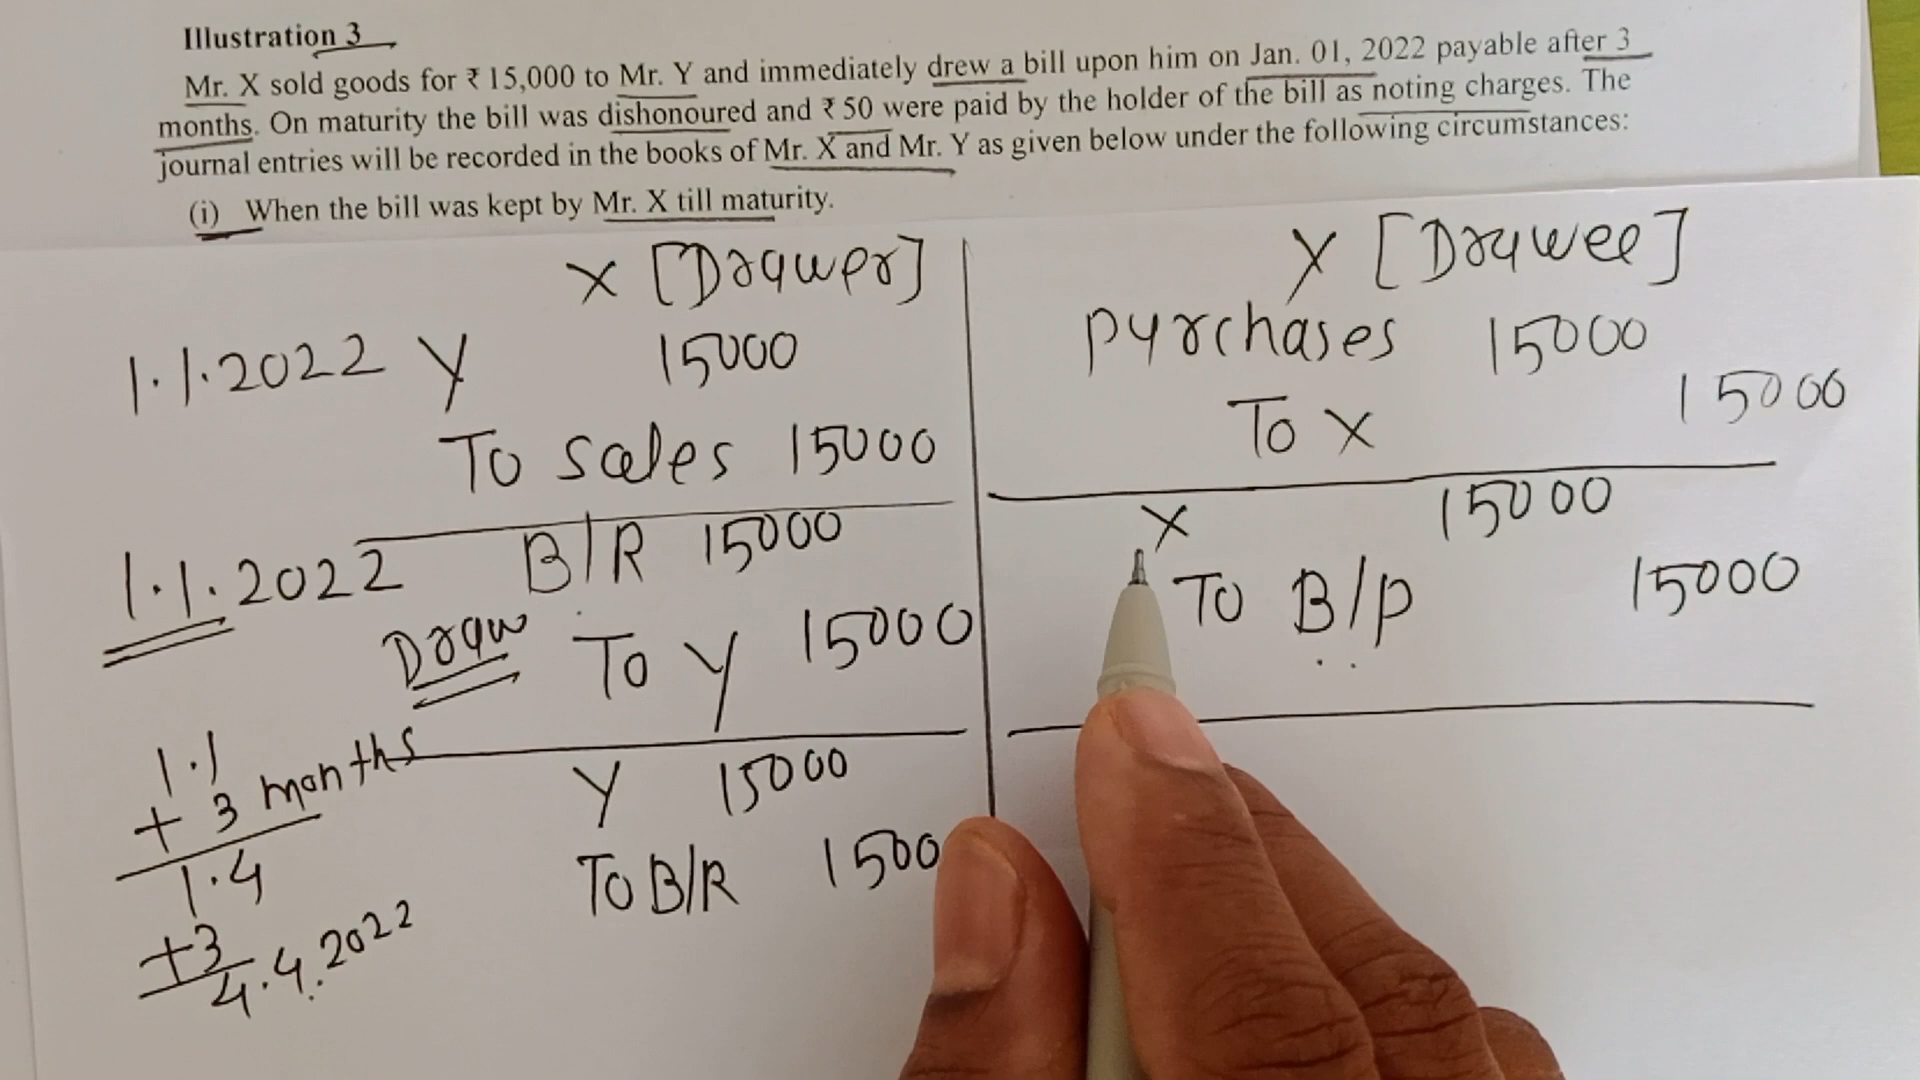 Illustration 3
Mr. X sold goods for ₹ 15,000 to Mr. Y and immediately drew a bill upon him on Jan. 01, 2022 payable after 3
months. On maturity the bill was dishonoured and ₹ 50 were paid by the holder of the bill as noting charges. The
journal entries will be recorded in the books of Mr. X and Mr. Y as given below under the following circumstances:
(i) When the bill was kept by Mr. X till maturity.
X [Drawer]
1.1.2022 Y 15000
To sales 15000
1.1.2022 B/R 15000
Draw To Y 15000
1.1
+ 3 months
1.4
+3
4.4.2022
Y 15000
To B/R 1500
Y [Drawee]
purchases 15000
To X 15000
X 15000
To B/P 15000